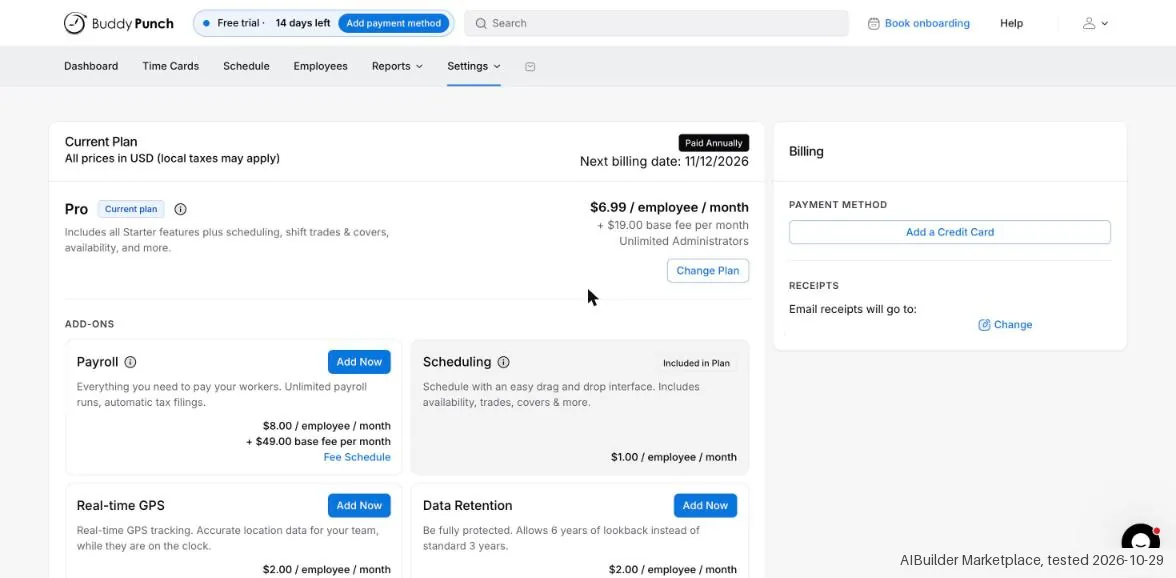 Buddy Punch
Free trial · 14 days left Add payment method
Search
Book onboarding
Help
Dashboard Time Cards Schedule Employees Reports Settings
Current Plan
All prices in USD (local taxes may apply)
Paid Annually
Next billing date: 11/12/2026
Pro Current plan
Includes all Starter features plus scheduling, shift trades & covers,
availability, and more.
$6.99 / employee / month
+ $19.00 base fee per month
Unlimited Administrators
Change Plan
ADD-ONS
Payroll Add Now
Everything you need to pay your workers. Unlimited payroll
runs, automatic tax filings.
$8.00 / employee / month
+ $49.00 base fee per month
Fee Schedule
Scheduling Included in Plan
Schedule with an easy drag and drop interface. Includes
availability, trades, covers & more.
$1.00 / employee / month
Real-time GPS Add Now
Real-time GPS tracking. Accurate location data for your team,
while they are on the clock.
$2.00 / employee / month
Data Retention Add Now
Be fully protected. Allows 6 years of lookback instead of
standard 3 years.
$2.00 / employee / month
Billing
PAYMENT METHOD
Add a Credit Card
RECEIPTS
Email receipts will go to:
Change
AIBuilder Marketplace, tested 2026-10-29